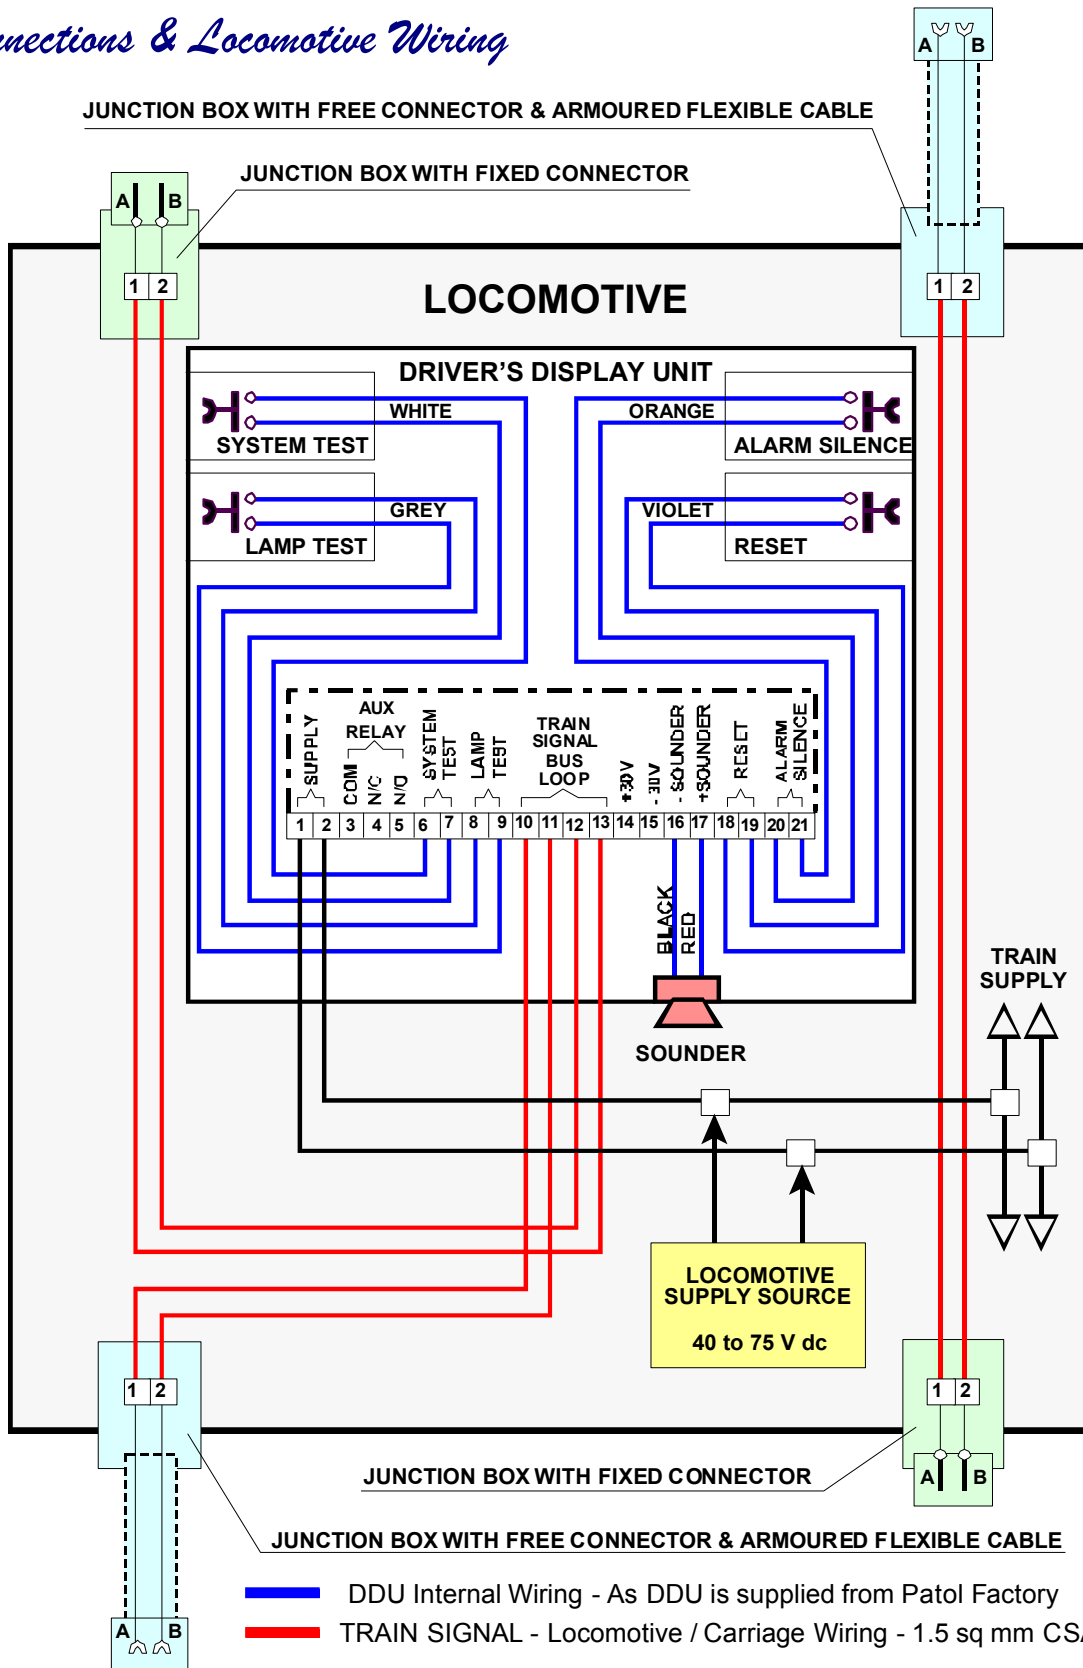 nnections & Locomotive Wiring
A B
JUNCTION BOX WITH FREE CONNECTOR & ARMOURED FLEXIBLE CABLE
JUNCTION BOX WITH FIXED CONNECTOR
A B
1 2
1 2
LOCOMOTIVE
DRIVER'S DISPLAY UNIT
WHITE
ORANGE
SYSTEM TEST
ALARM SILENCE
GREY
VIOLET
LAMP TEST
RESET
SUPPLY
AUX
RELAY
COM
N/C
N/O
SYSTEM
TEST
LAMP
TEST
TRAIN
SIGNAL
BUS
LOOP
+30V
- 30V
- SOUNDER
+SOUNDER
RESET
ALARM
SILENCE
1 2 3 4 5 6 7 8 9 10 11 12 13 14 15 16 17 18 19 20 21
BLACK
RED
SOUNDER
TRAIN
SUPPLY
LOCOMOTIVE
SUPPLY SOURCE
40 to 75 V dc
1 2
1 2
JUNCTION BOX WITH FIXED CONNECTOR
A B
JUNCTION BOX WITH FREE CONNECTOR & ARMOURED FLEXIBLE CABLE
DDU Internal Wiring - As DDU is supplied from Patol Factory
A B
TRAIN SIGNAL - Locomotive / Carriage Wiring - 1.5 sq mm CSA